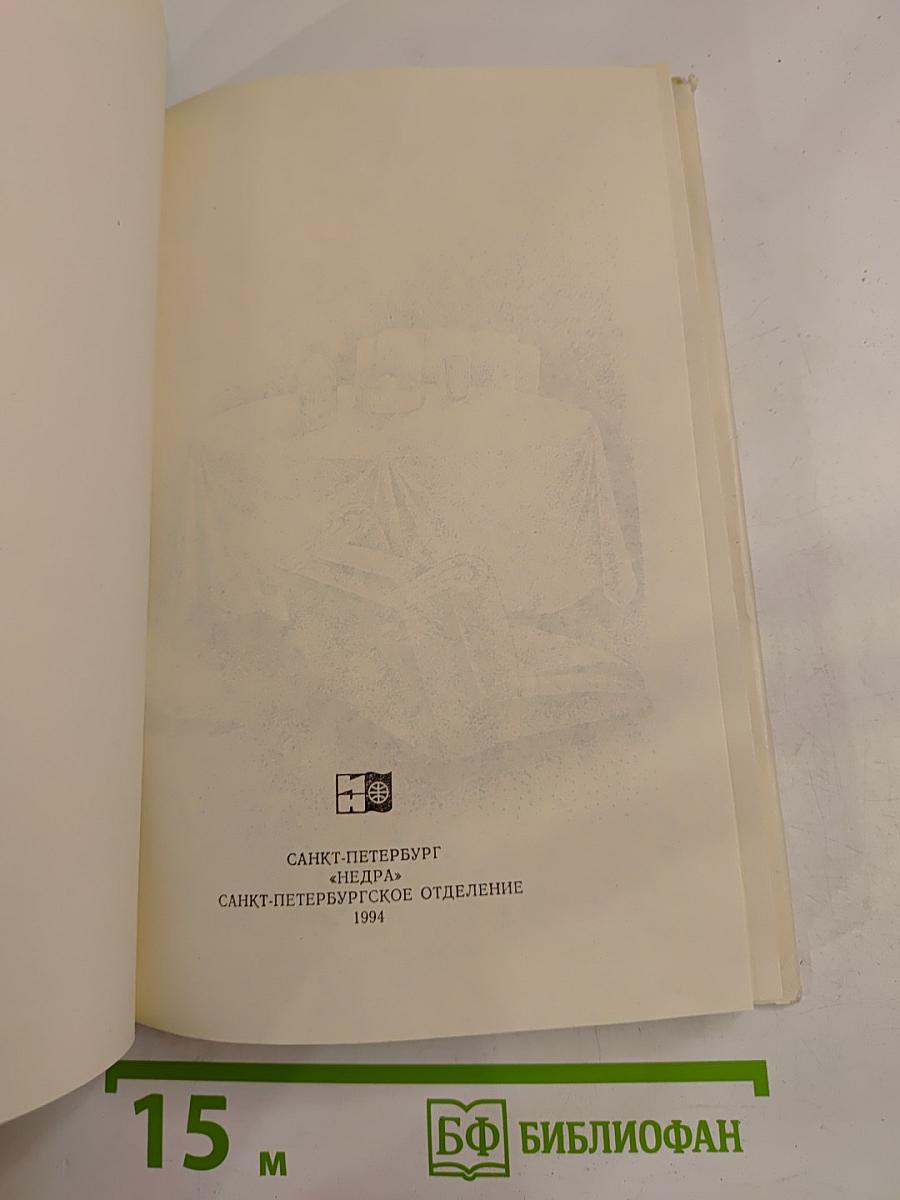 САНКТ-ПЕТЕРБУРГ
«НЕДРА»
САНКТ-ПЕТЕРБУРГСКОЕ ОТДЕЛЕНИЕ
1994
15 м
БФ БИБЛИОФАН